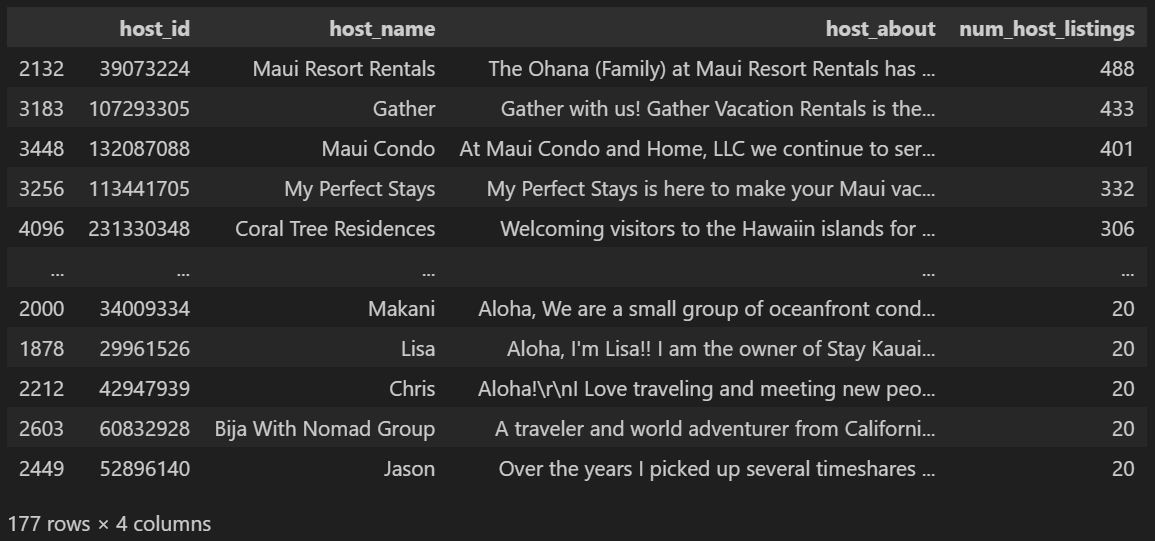 host_id host_name host_about num_host_listings
2132 39073224 Maui Resort Rentals The Ohana (Family) at Maui Resort Rentals has ... 488
3183 107293305 Gather Gather with us! Gather Vacation Rentals is the... 433
3448 132087088 Maui Condo At Maui Condo and Home, LLC we continue to ser... 401
3256 113441705 My Perfect Stays My Perfect Stays is here to make your Maui vac... 332
4096 231330348 Coral Tree Residences Welcoming visitors to the Hawaiin islands for ... 306
... ... ... ... ...
2000 34009334 Makani Aloha, We are a small group of oceanfront cond... 20
1878 29961526 Lisa Aloha, I'm Lisa!! I am the owner of Stay Kauai... 20
2212 42947939 Chris Aloha!\r\nI Love traveling and meeting new peo... 20
2603 60832928 Bija With Nomad Group A traveler and world adventurer from Californi... 20
2449 52896140 Jason Over the years I picked up several timeshares ... 20
177 rows × 4 columns